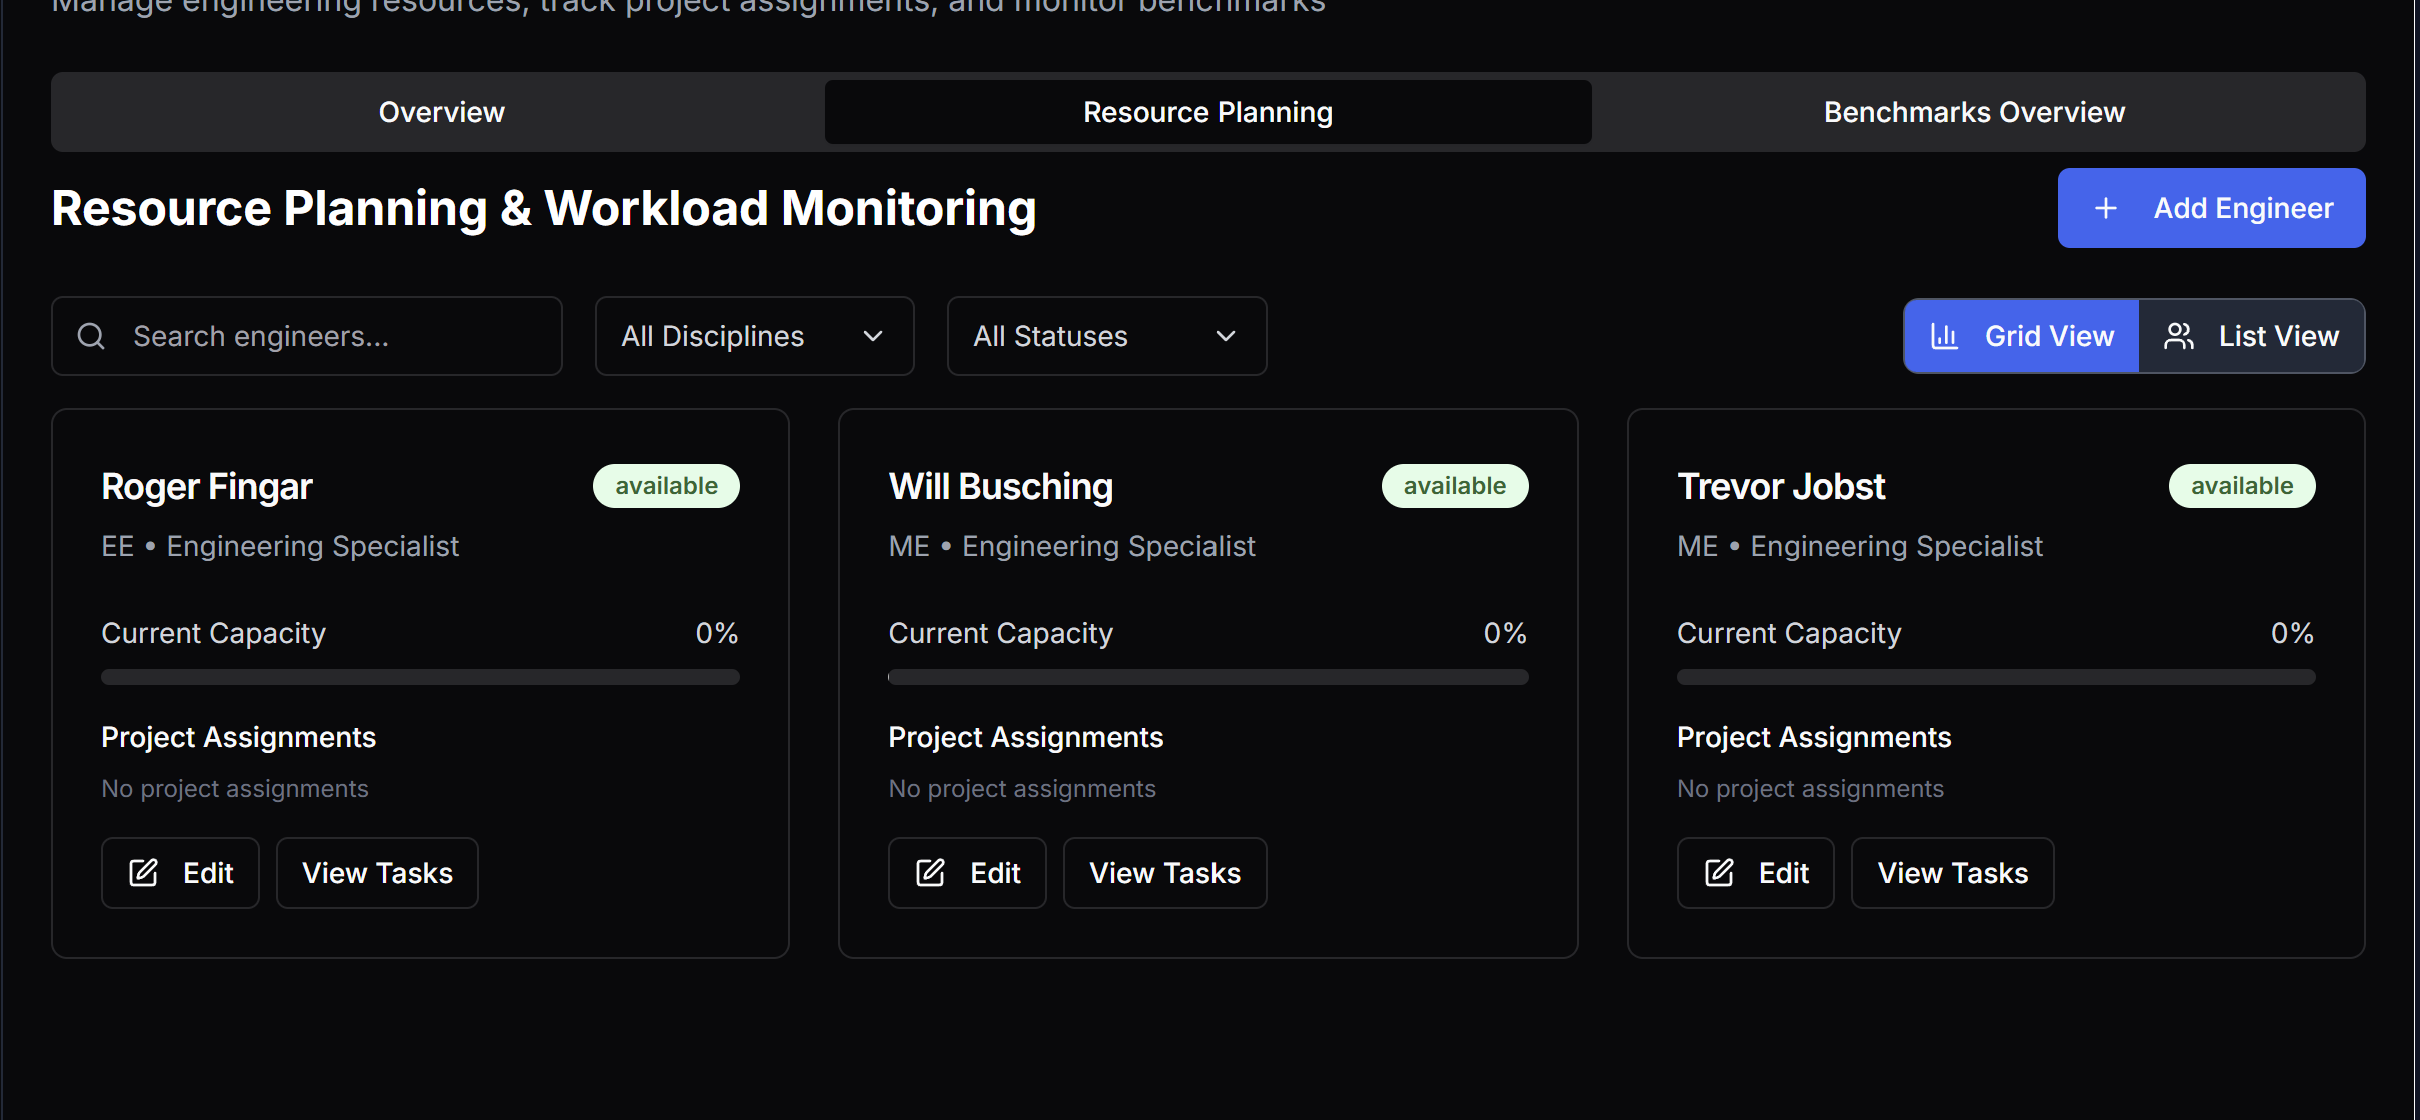 Manage engineering resources, track project assignments, and monitor benchmarks
Overview
Resource Planning
Benchmarks Overview
Resource Planning & Workload Monitoring
Add Engineer
Search engineers...
All Disciplines
All Statuses
Grid View
List View
Roger Fingar
available
EE • Engineering Specialist
Current Capacity
0%
Project Assignments
No project assignments
Edit
View Tasks
Will Busching
available
ME • Engineering Specialist
Current Capacity
0%
Project Assignments
No project assignments
Edit
View Tasks
Trevor Jobst
available
ME • Engineering Specialist
Current Capacity
0%
Project Assignments
No project assignments
Edit
View Tasks